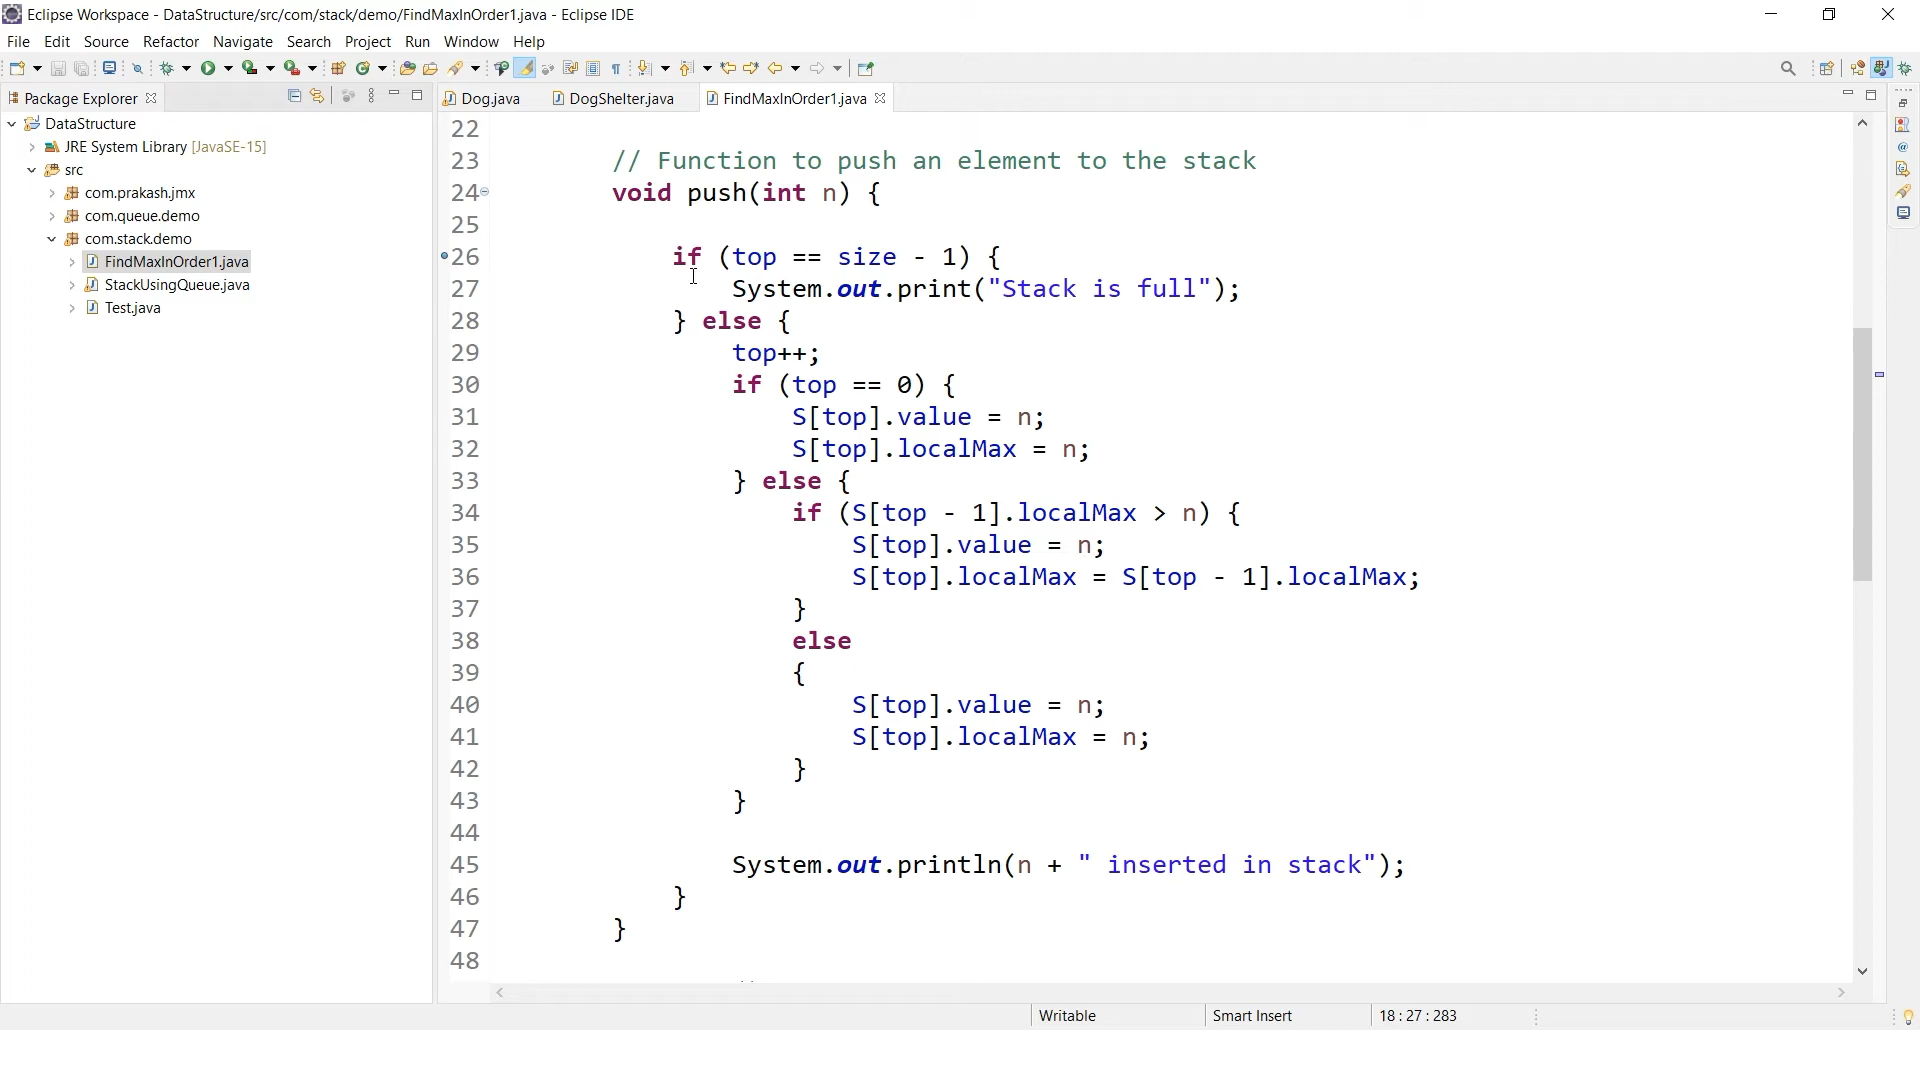 Eclipse Workspace - DataStructure/src/com/stack/demo/FindMaxInOrder1.java - Eclipse IDE
File Edit Source Refactor Navigate Search Project Run Window Help
Package Explorer
DataStructure
JRE System Library [JavaSE-15]
src
com.prakash.jmx
com.queue.demo
com.stack.demo
FindMaxInOrder1.java
StackUsingQueue.java
Test.java
Dog.java DogShelter.java FindMaxInOrder1.java
22
23 // Function to push an element to the stack
24 void push(int n) {
25
26 if (top == size - 1) {
27 System.out.print("Stack is full");
28 } else {
29 top++;
30 if (top == 0) {
31 S[top].value = n;
32 S[top].localMax = n;
33 } else {
34 if (S[top - 1].localMax > n) {
35 S[top].value = n;
36 S[top].localMax = S[top - 1].localMax;
37 }
38 else
39 {
40 S[top].value = n;
41 S[top].localMax = n;
42 }
43 }
44
45 System.out.println(n + " inserted in stack");
46 }
47 }
48
Writable Smart Insert 18 : 27 : 283